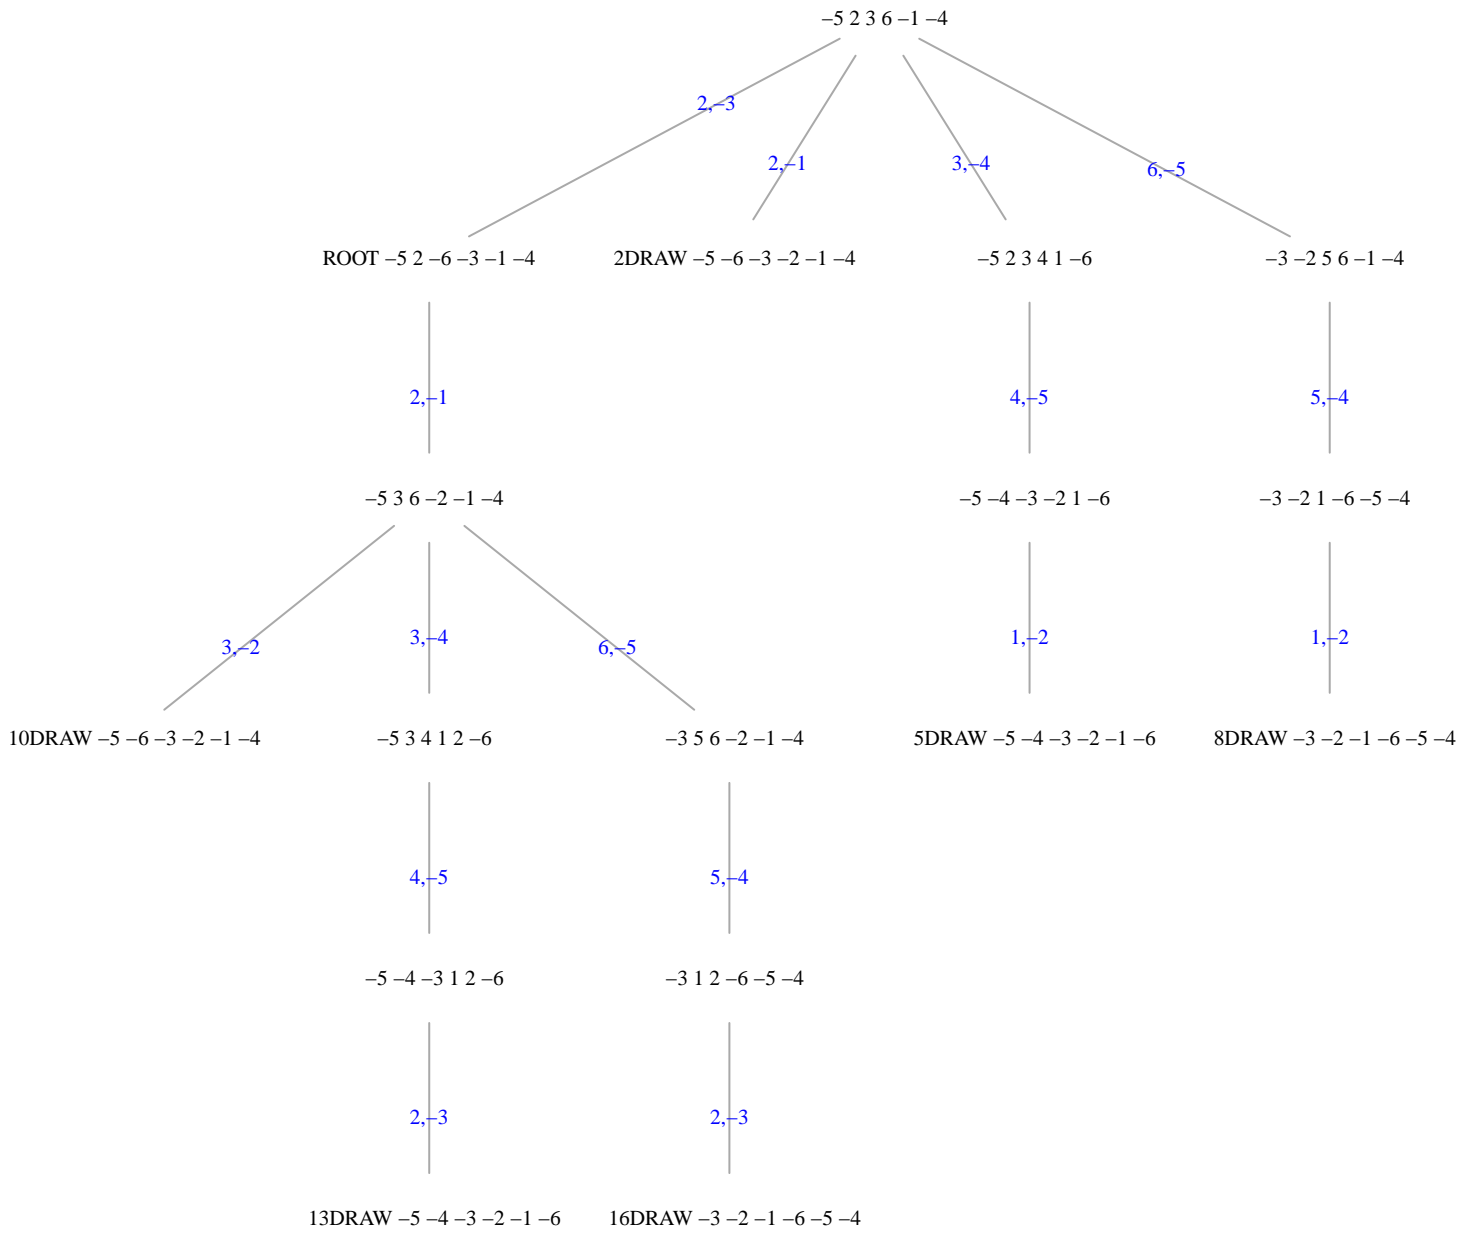 −5 2 3 6 −1 −4
2,−3
2,−1
3,−4
6,−5
ROOT −5 2 −6 −3 −1 −4
2DRAW −5 −6 −3 −2 −1 −4
−5 2 3 4 1 −6
−3 −2 5 6 −1 −4
2,−1
4,−5
5,−4
−5 3 6 −2 −1 −4
−5 −4 −3 −2 1 −6
−3 −2 1 −6 −5 −4
3,−2
3,−4
6,−5
1,−2
1,−2
10DRAW −5 −6 −3 −2 −1 −4
−5 3 4 1 2 −6
−3 5 6 −2 −1 −4
5DRAW −5 −4 −3 −2 −1 −6
8DRAW −3 −2 −1 −6 −5 −4
4,−5
5,−4
−5 −4 −3 1 2 −6
−3 1 2 −6 −5 −4
2,−3
2,−3
13DRAW −5 −4 −3 −2 −1 −6
16DRAW −3 −2 −1 −6 −5 −4